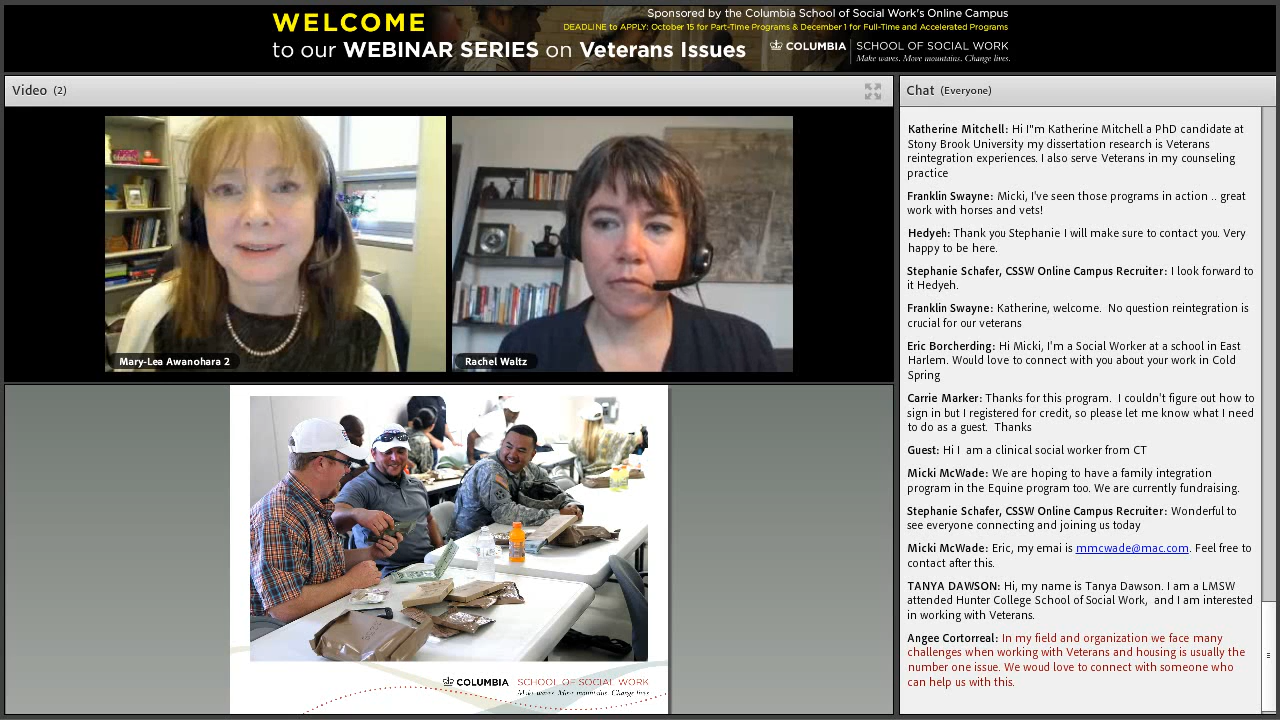 WELCOME
to our WEBINAR SERIES on Veterans Issues
Sponsored by the Columbia School of Social Work's Online Campus
DEADLINE to APPLY: October 15 for Part-Time Programs & December 1 for Full-Time and Accelerated Programs
COLUMBIA SCHOOL OF SOCIAL WORK
Make waves. Move mountains. Change lives.
Video (2)
Mary-Lea Awanohara 2
Rachel Waltz
COLUMBIA SCHOOL OF SOCIAL WORK
Make waves. Move mountains. Change lives.
Chat (Everyone)
Katherine Mitchell: Hi I"m Katherine Mitchell a PhD candidate at
Stony Brook University my dissertation research is Veterans
reintegration experiences. I also serve Veterans in my counseling
practice
Franklin Swayne: Micki, I've seen those programs in action .. great
work with horses and vets!
Hedyeh: Thank you Stephanie I will make sure to contact you. Very
happy to be here.
Stephanie Schafer, CSSW Online Campus Recruiter: I look forward to
it Hedyeh.
Franklin Swayne: Katherine, welcome. No question reintegration is
crucial for our veterans
Eric Borcherding: Hi Micki, I'm a Social Worker at a school in East
Harlem. Would love to connect with you about your work in Cold
Spring
Carrie Marker: Thanks for this program. I couldn't figure out how to
sign in but I registered for credit, so please let me know what I need
to do as a guest. Thanks
Guest: Hi I am a clinical social worker from CT
Micki McWade: We are hoping to have a family integration
program in the Equine program too. We are currently fundraising.
Stephanie Schafer, CSSW Online Campus Recruiter: Wonderful to
see everyone connecting and joining us today
Micki McWade: Eric, my emai is mmcwade@mac.com. Feel free to
contact after this.
TANYA DAWSON: Hi, my name is Tanya Dawson. I am a LMSW
attended Hunter College School of Social Work, and I am interested
in working with Veterans.
Angee Cortorreal: In my field and organization we face many
challenges when working with Veterans and housing is usually the
number one issue. We woud love to connect with someone who
can help us with this.